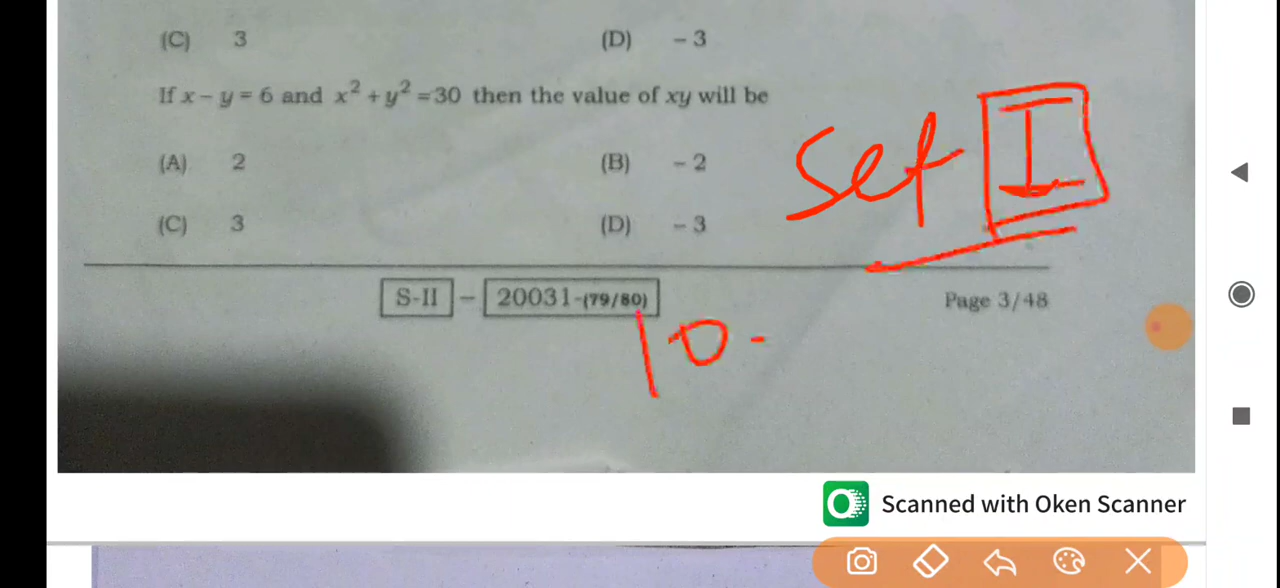 (C) 3 (D) - 3
If x - y = 6 and x² + y² =30 then the value of xy will be
(A) 2 (B) - 2
(C) 3 (D) - 3
Set I
S-II - 20031-(79/80) Page 3/48
10-
Scanned with Oken Scanner